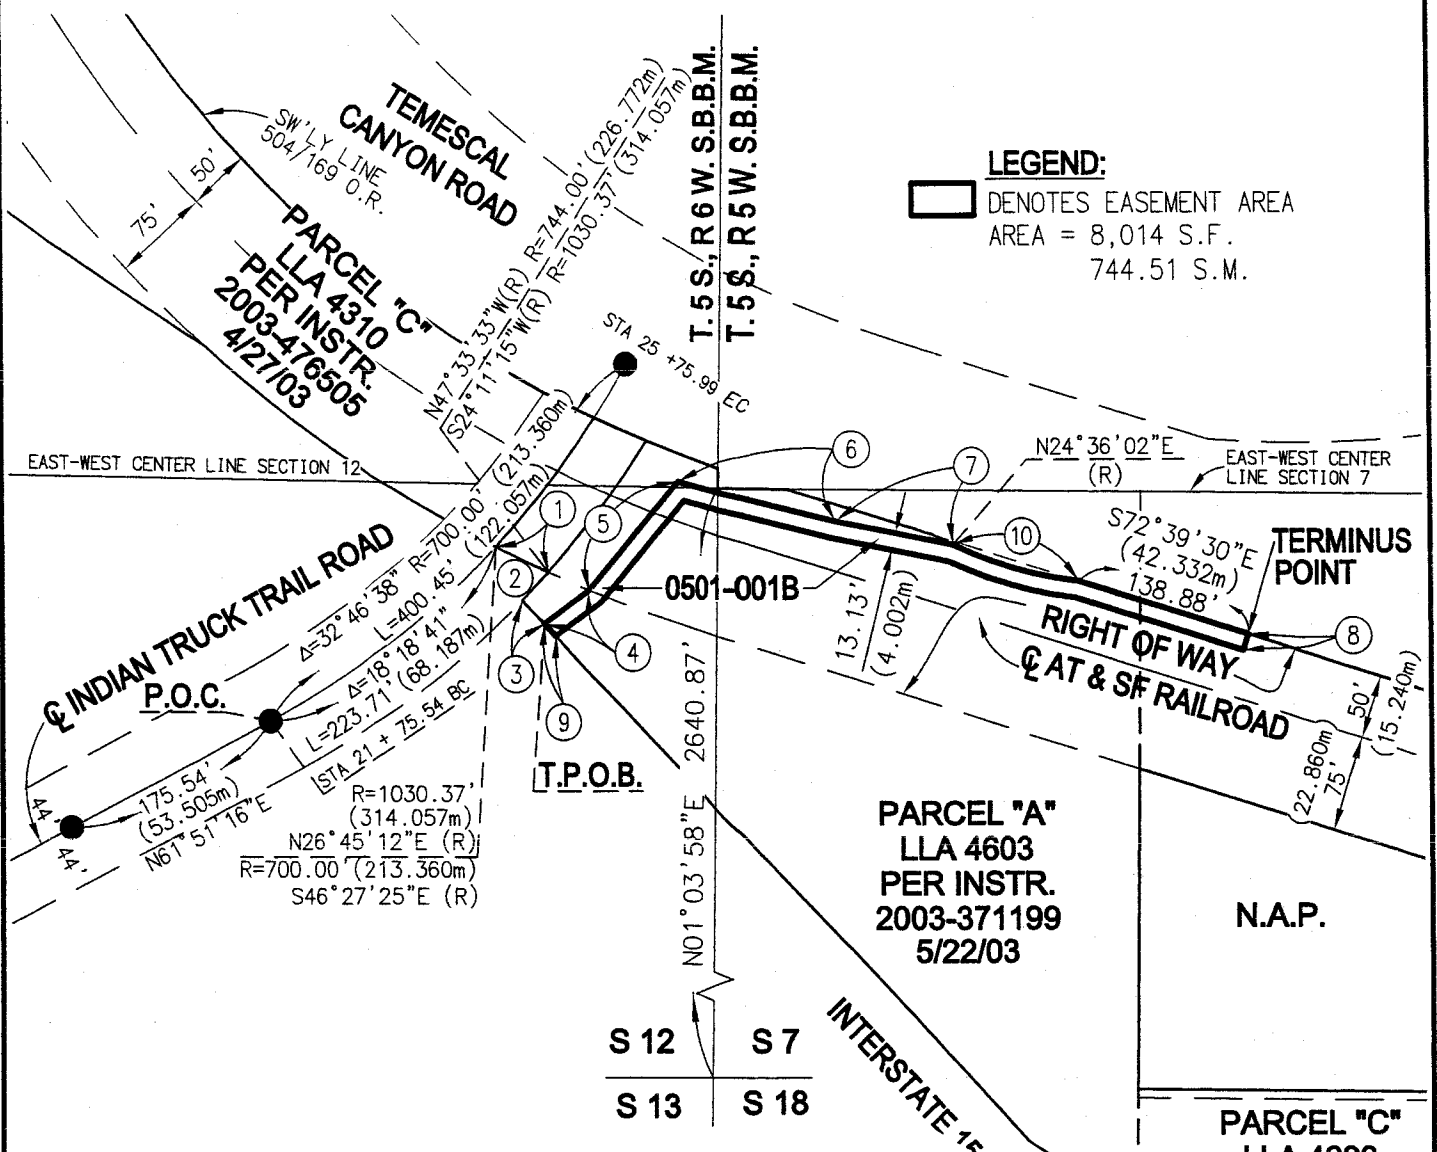 TEMESCAL
CANYON ROAD
SW'LY LINE
504/169 O.R.
50'
75'
PARCEL "C"
LLA 4310
PER INSTR.
2003-476505
4/27/03
N47°33'33"W(R) R=744.00' (226.772m)
S24°11'15"W(R) R=1030.37' (314.057m)
T. 5 S., R 6 W. S.B.B.M.
T. 5 S., R 5 W. S.B.B.M.
LEGEND:
DENOTES EASEMENT AREA
AREA = 8,014 S.F.
744.51 S.M.
STA 25 +75.99 EC
EAST-WEST CENTER LINE SECTION 12
N24°36'02"E
(R)
EAST-WEST CENTER
LINE SECTION 7
1
2
3
4
5
6
7
8
9
10
S72°39'30"E
(42.332m)
138.88'
TERMINUS
POINT
℄ INDIAN TRUCK TRAIL ROAD
P.O.C.
Δ=32°46'38" R=700.00' (213.360m)
L=400.45' (122.057m)
Δ=18°18'41"
L=223.71' (68.187m)
STA 21 + 75.54 BC
0501-001B
13.13'
(4.002m)
RIGHT OF WAY
℄ AT & SF RAILROAD
50'
(15.240m)
(22.860m)
75'
44'
44'
175.54'
(53.505m)
N61°51'16"E
R=1030.37'
(314.057m)
N26°45'12"E (R)
R=700.00'(213.360m)
S46°27'25"E (R)
T.P.O.B.
N01°03'58"E 2640.87'
PARCEL "A"
LLA 4603
PER INSTR.
2003-371199
5/22/03
N.A.P.
INTERSTATE 15
S 12
S 7
S 13
S 18
PARCEL "C"